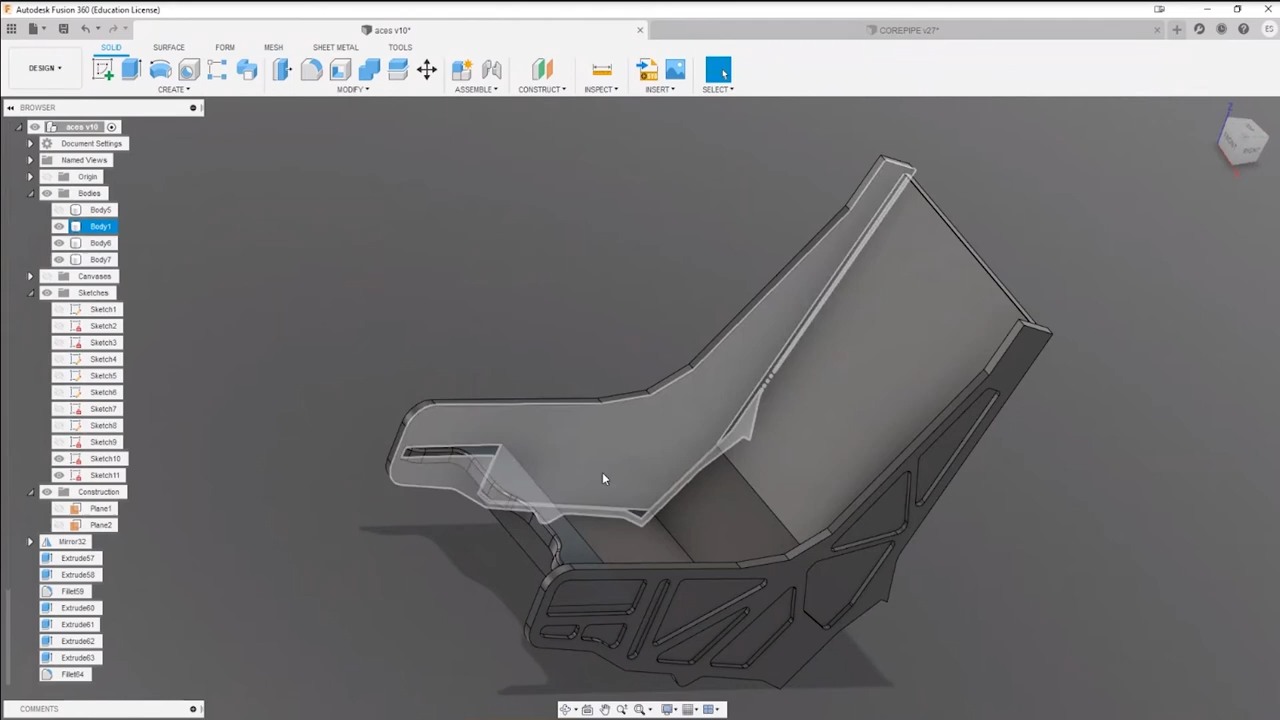 Autodesk Fusion 360 (Education License)
aces v10*
COREPIPE v27*
ES
DESIGN
SOLID SURFACE FORM MESH SHEET METAL TOOLS
CREATE MODIFY ASSEMBLE CONSTRUCT INSPECT INSERT SELECT
BROWSER
aces v10
Document Settings
Named Views
Origin
Bodies
Body5
Body1
Body6
Body7
Canvases
Sketches
Sketch1
Sketch2
Sketch3
Sketch4
Sketch5
Sketch6
Sketch7
Sketch8
Sketch9
Sketch10
Sketch11
Construction
Plane1
Plane2
Mirror32
Extrude57
Extrude58
Fillet59
Extrude60
Extrude61
Extrude62
Extrude63
Fillet64
COMMENTS